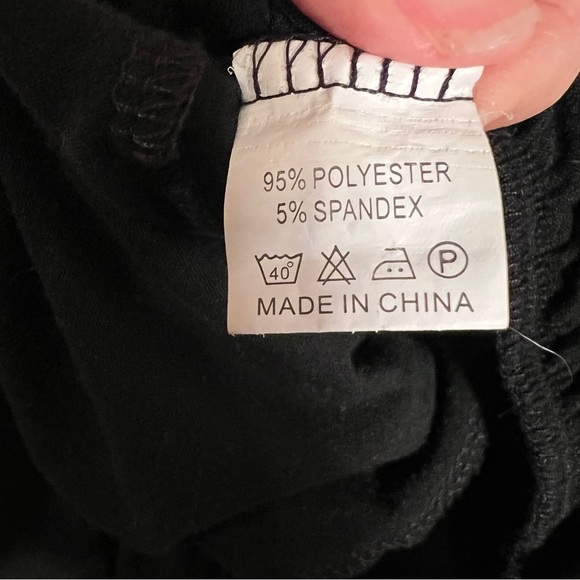 95% POLYESTER
5% SPANDEX
40° P
MADE IN CHINA